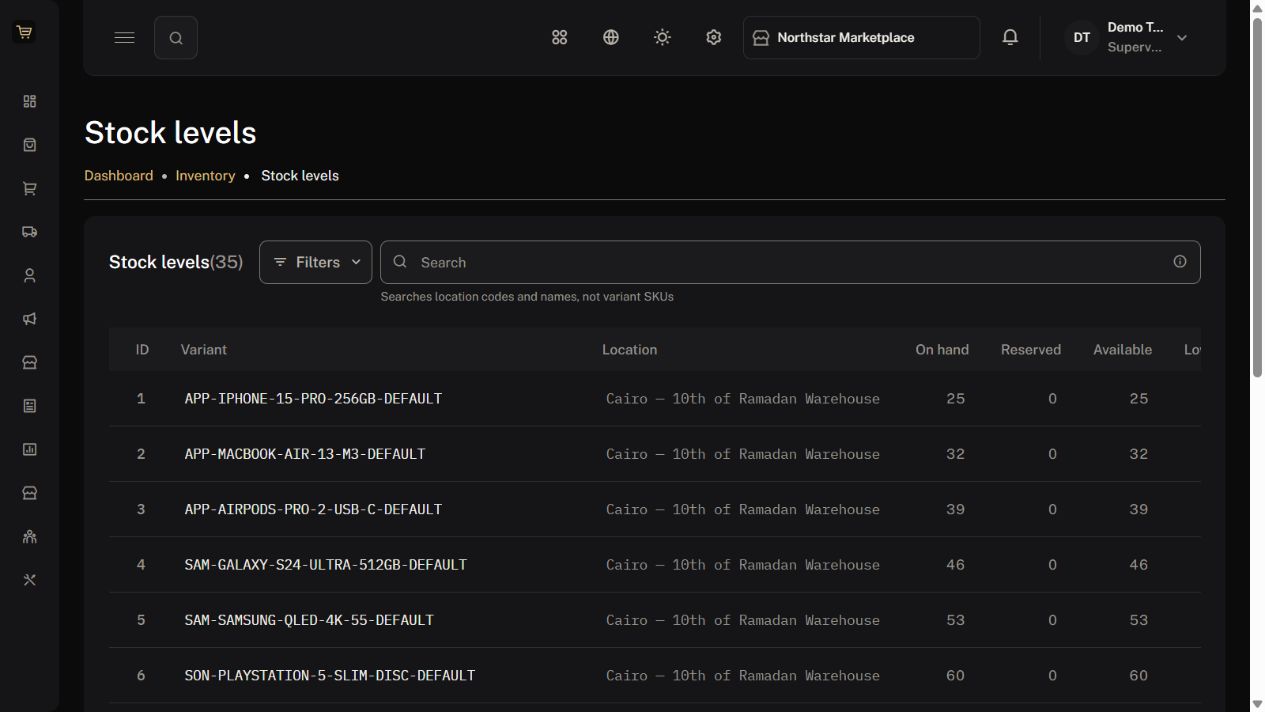 Northstar Marketplace
DT
Demo T...
Superv...
Stock levels
Dashboard • Inventory • Stock levels
Stock levels(35)
Filters
Search
Searches location codes and names, not variant SKUs
ID Variant Location On hand Reserved Available
1 APP-IPHONE-15-PRO-256GB-DEFAULT Cairo — 10th of Ramadan Warehouse 25 0 25
2 APP-MACBOOK-AIR-13-M3-DEFAULT Cairo — 10th of Ramadan Warehouse 32 0 32
3 APP-AIRPODS-PRO-2-USB-C-DEFAULT Cairo — 10th of Ramadan Warehouse 39 0 39
4 SAM-GALAXY-S24-ULTRA-512GB-DEFAULT Cairo — 10th of Ramadan Warehouse 46 0 46
5 SAM-SAMSUNG-QLED-4K-55-DEFAULT Cairo — 10th of Ramadan Warehouse 53 0 53
6 SON-PLAYSTATION-5-SLIM-DISC-DEFAULT Cairo — 10th of Ramadan Warehouse 60 0 60